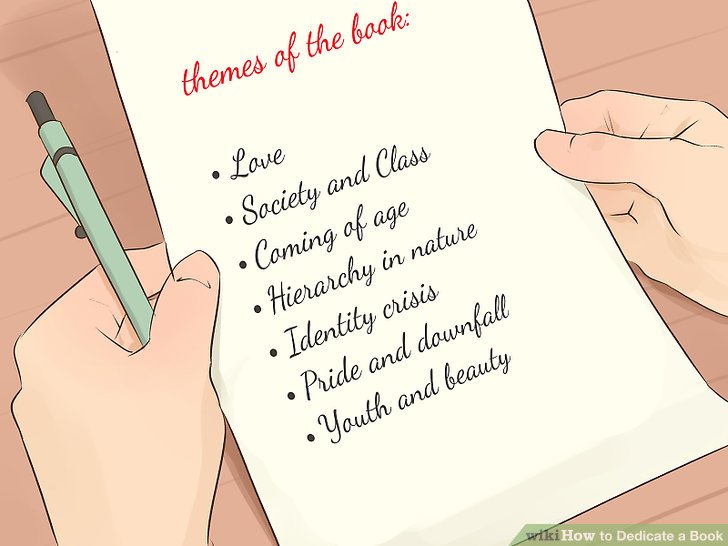 themes of the book:
• Love
• Society and Class
• Coming of age
• Hierarchy in nature
• Identity crisis
• Pride and downfall
• Youth and beauty
wikiHow to Dedicate a Book